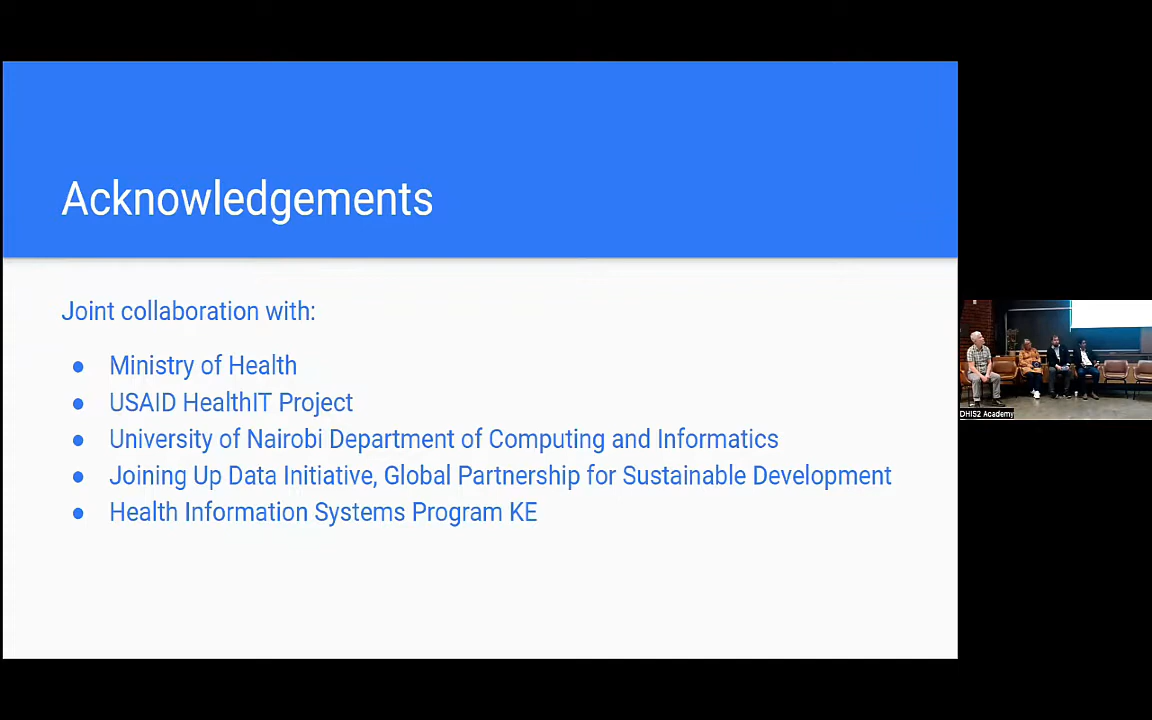 Acknowledgements
Joint collaboration with:
● Ministry of Health
● USAID HealthIT Project
● University of Nairobi Department of Computing and Informatics
● Joining Up Data Initiative, Global Partnership for Sustainable Development
● Health Information Systems Program KE
DHIS2 Academy